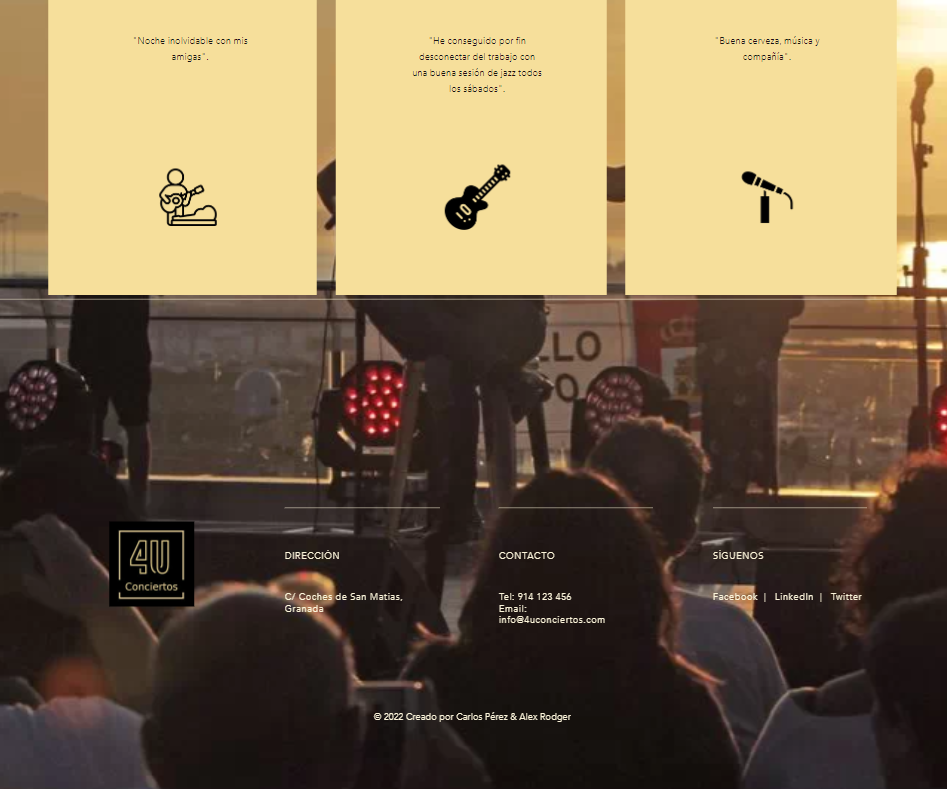 "Noche inolvidable con mis
amigas".
"He conseguido por fin
desconectar del trabajo con
una buena sesión de jazz todos
los sábados".
"Buena cerveza, música y
compañía".
LLO
O
4U
Conciertos
DIRECCIÓN
C/ Coches de San Matias,
Granada
CONTACTO
Tel: 914 123 456
Email:
info@4uconciertos.com
SÍGUENOS
Facebook | LinkedIn | Twitter
© 2022 Creado por Carlos Pérez & Alex Rodger